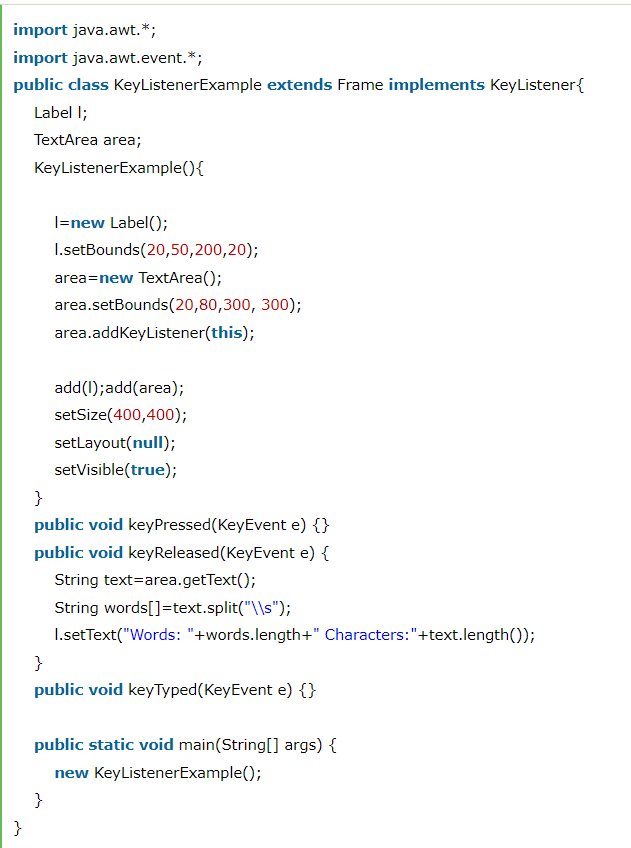 import java.awt.*;
import java.awt.event.*;
public class KeyListenerExample extends Frame implements KeyListener{
Label l;
TextArea area;
KeyListenerExample(){
l=new Label();
l.setBounds(20,50,200,20);
area=new TextArea();
area.setBounds(20,80,300, 300);
area.addKeyListener(this);
add(l);add(area);
setSize(400,400);
setLayout(null);
setVisible(true);
}
public void keyPressed(KeyEvent e) {}
public void keyReleased(KeyEvent e) {
String text=area.getText();
String words[]=text.split("\\s");
l.setText("Words: "+words.length+" Characters:"+text.length());
}
public void keyTyped(KeyEvent e) {}
public static void main(String[] args) {
new KeyListenerExample();
}
}